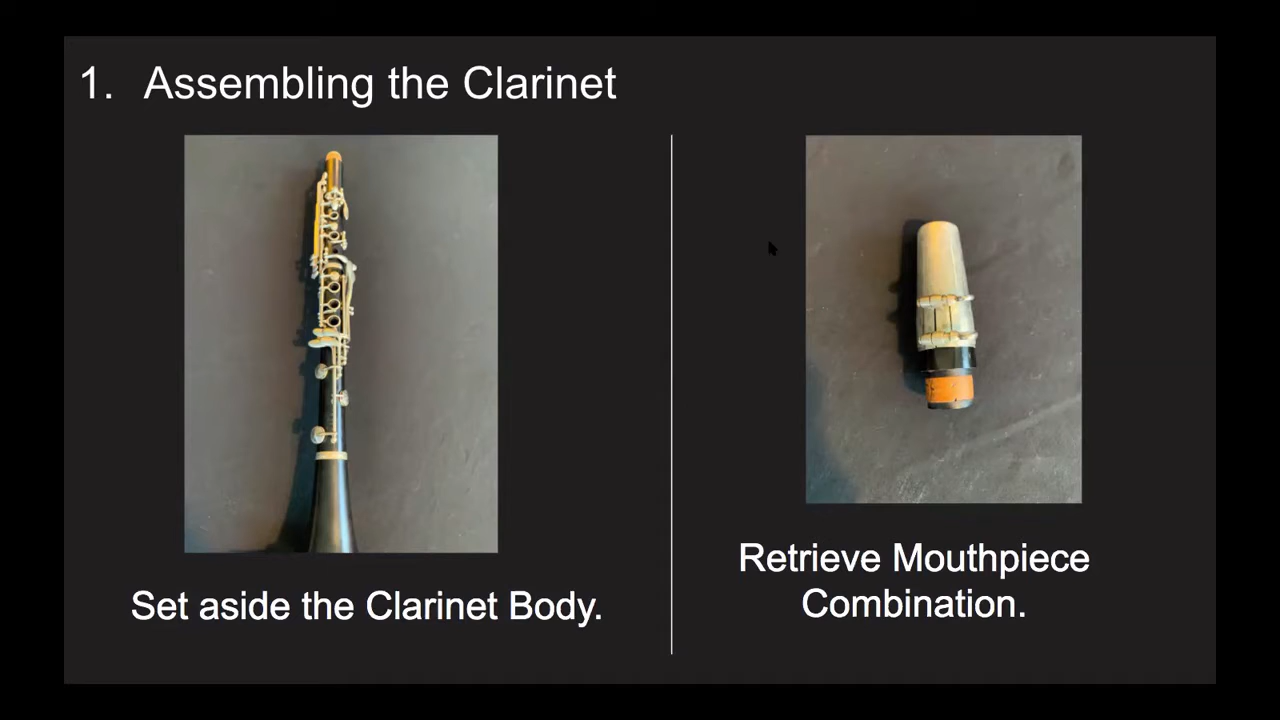 1. Assembling the Clarinet
Set aside the Clarinet Body.
Retrieve Mouthpiece
Combination.